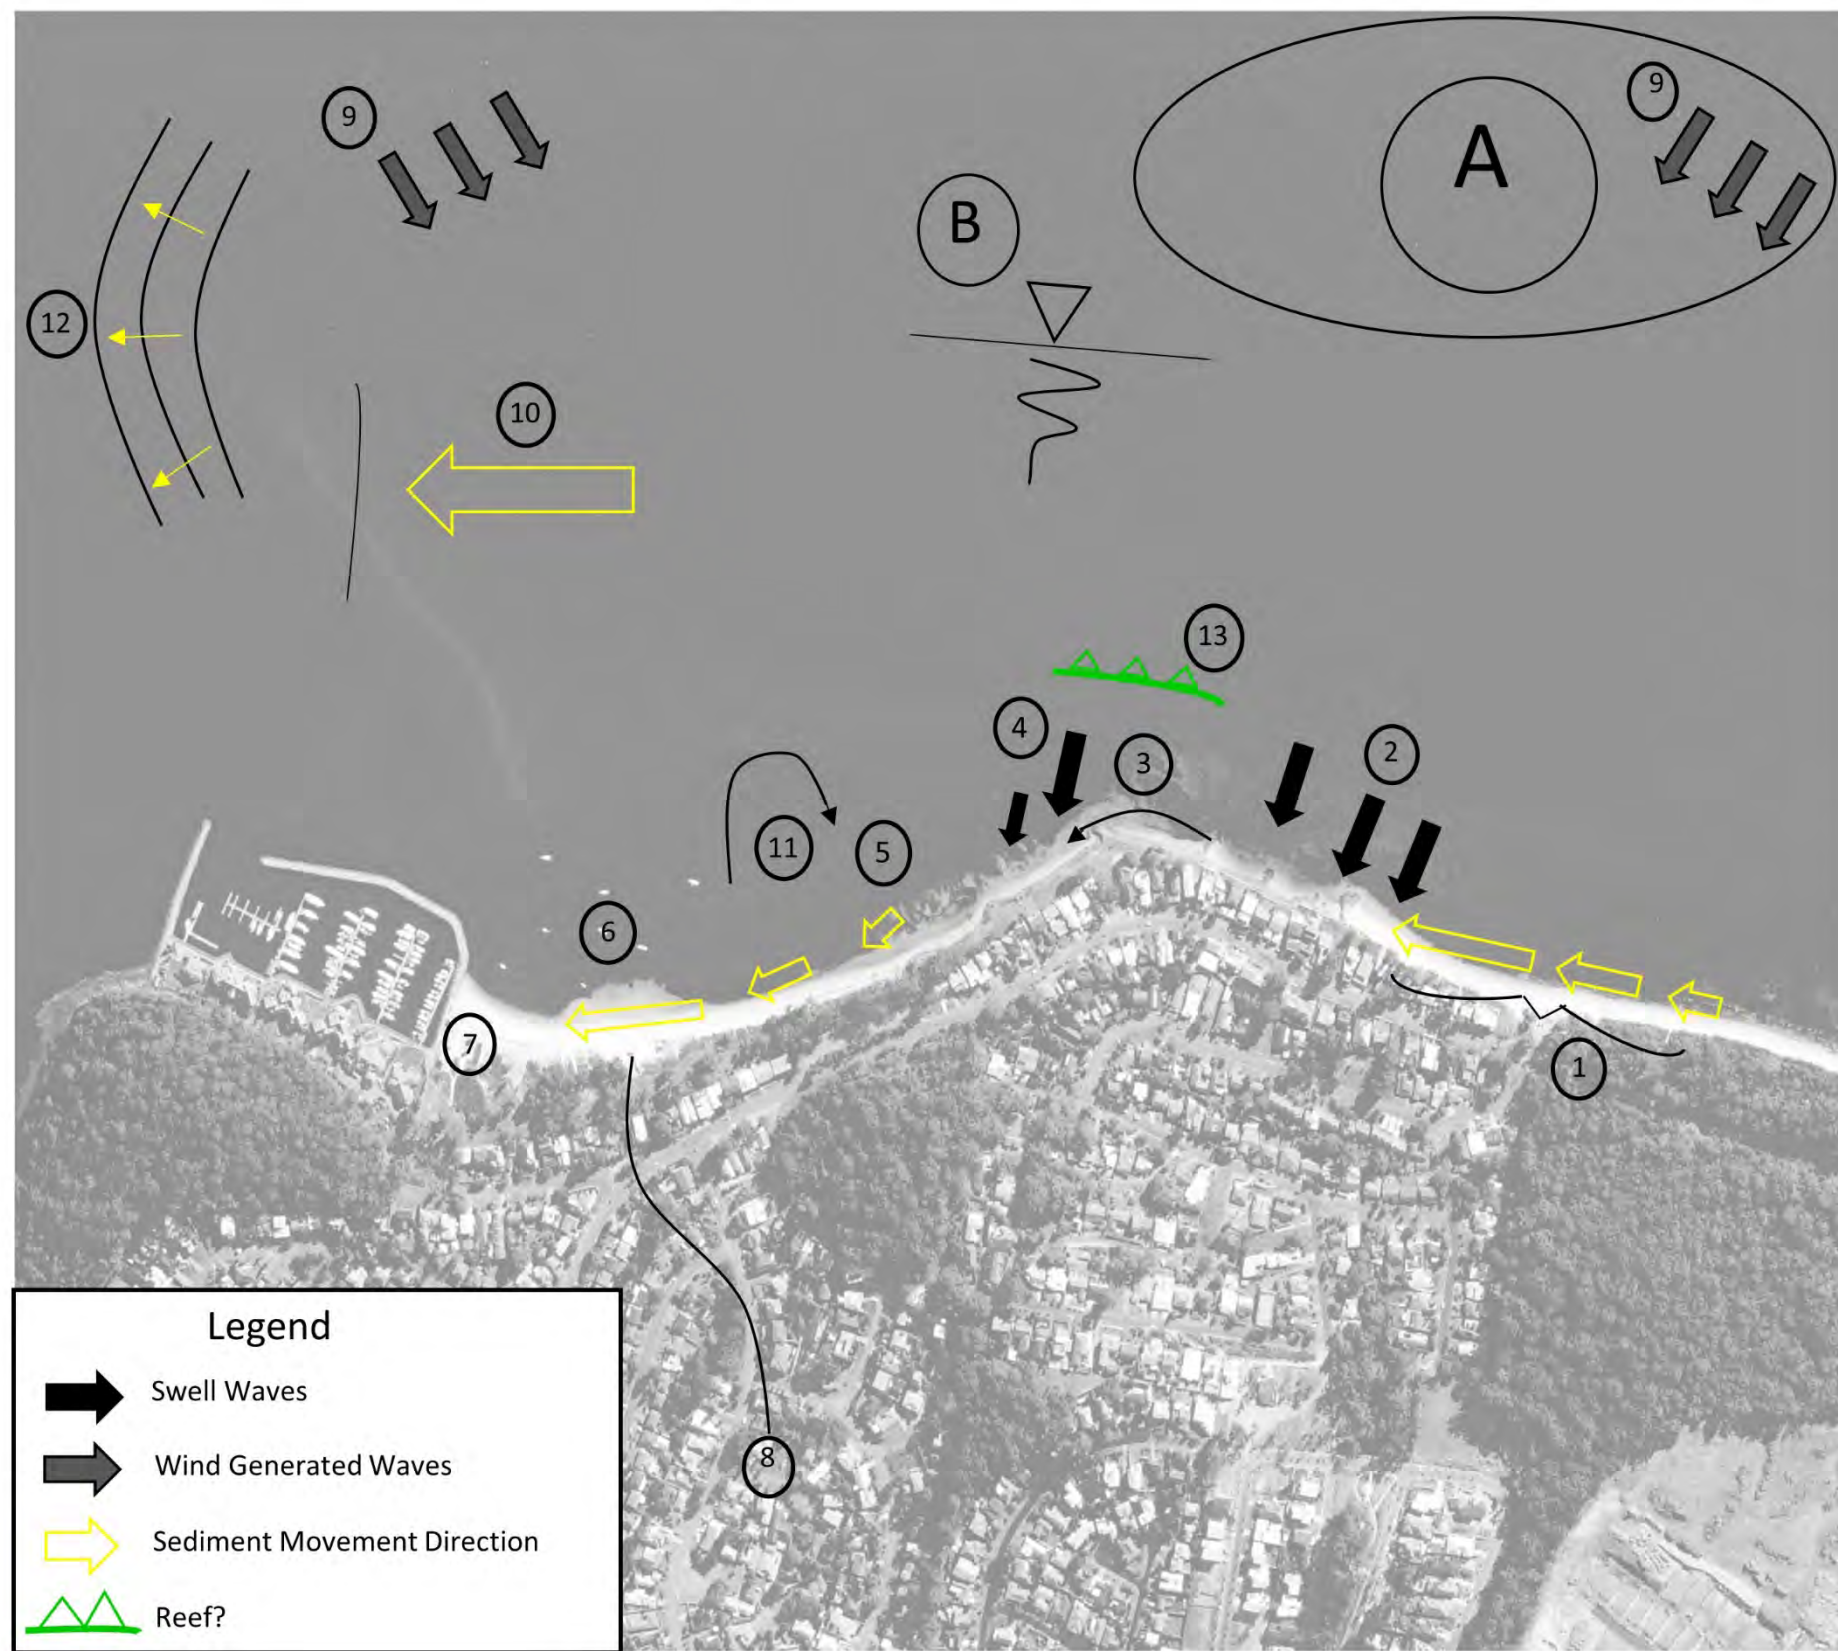 9
A
9
B
12
10
13
4
3
2
11
5
6
7
1
8
Legend
Swell Waves
Wind Generated Waves
Sediment Movement Direction
Reef?